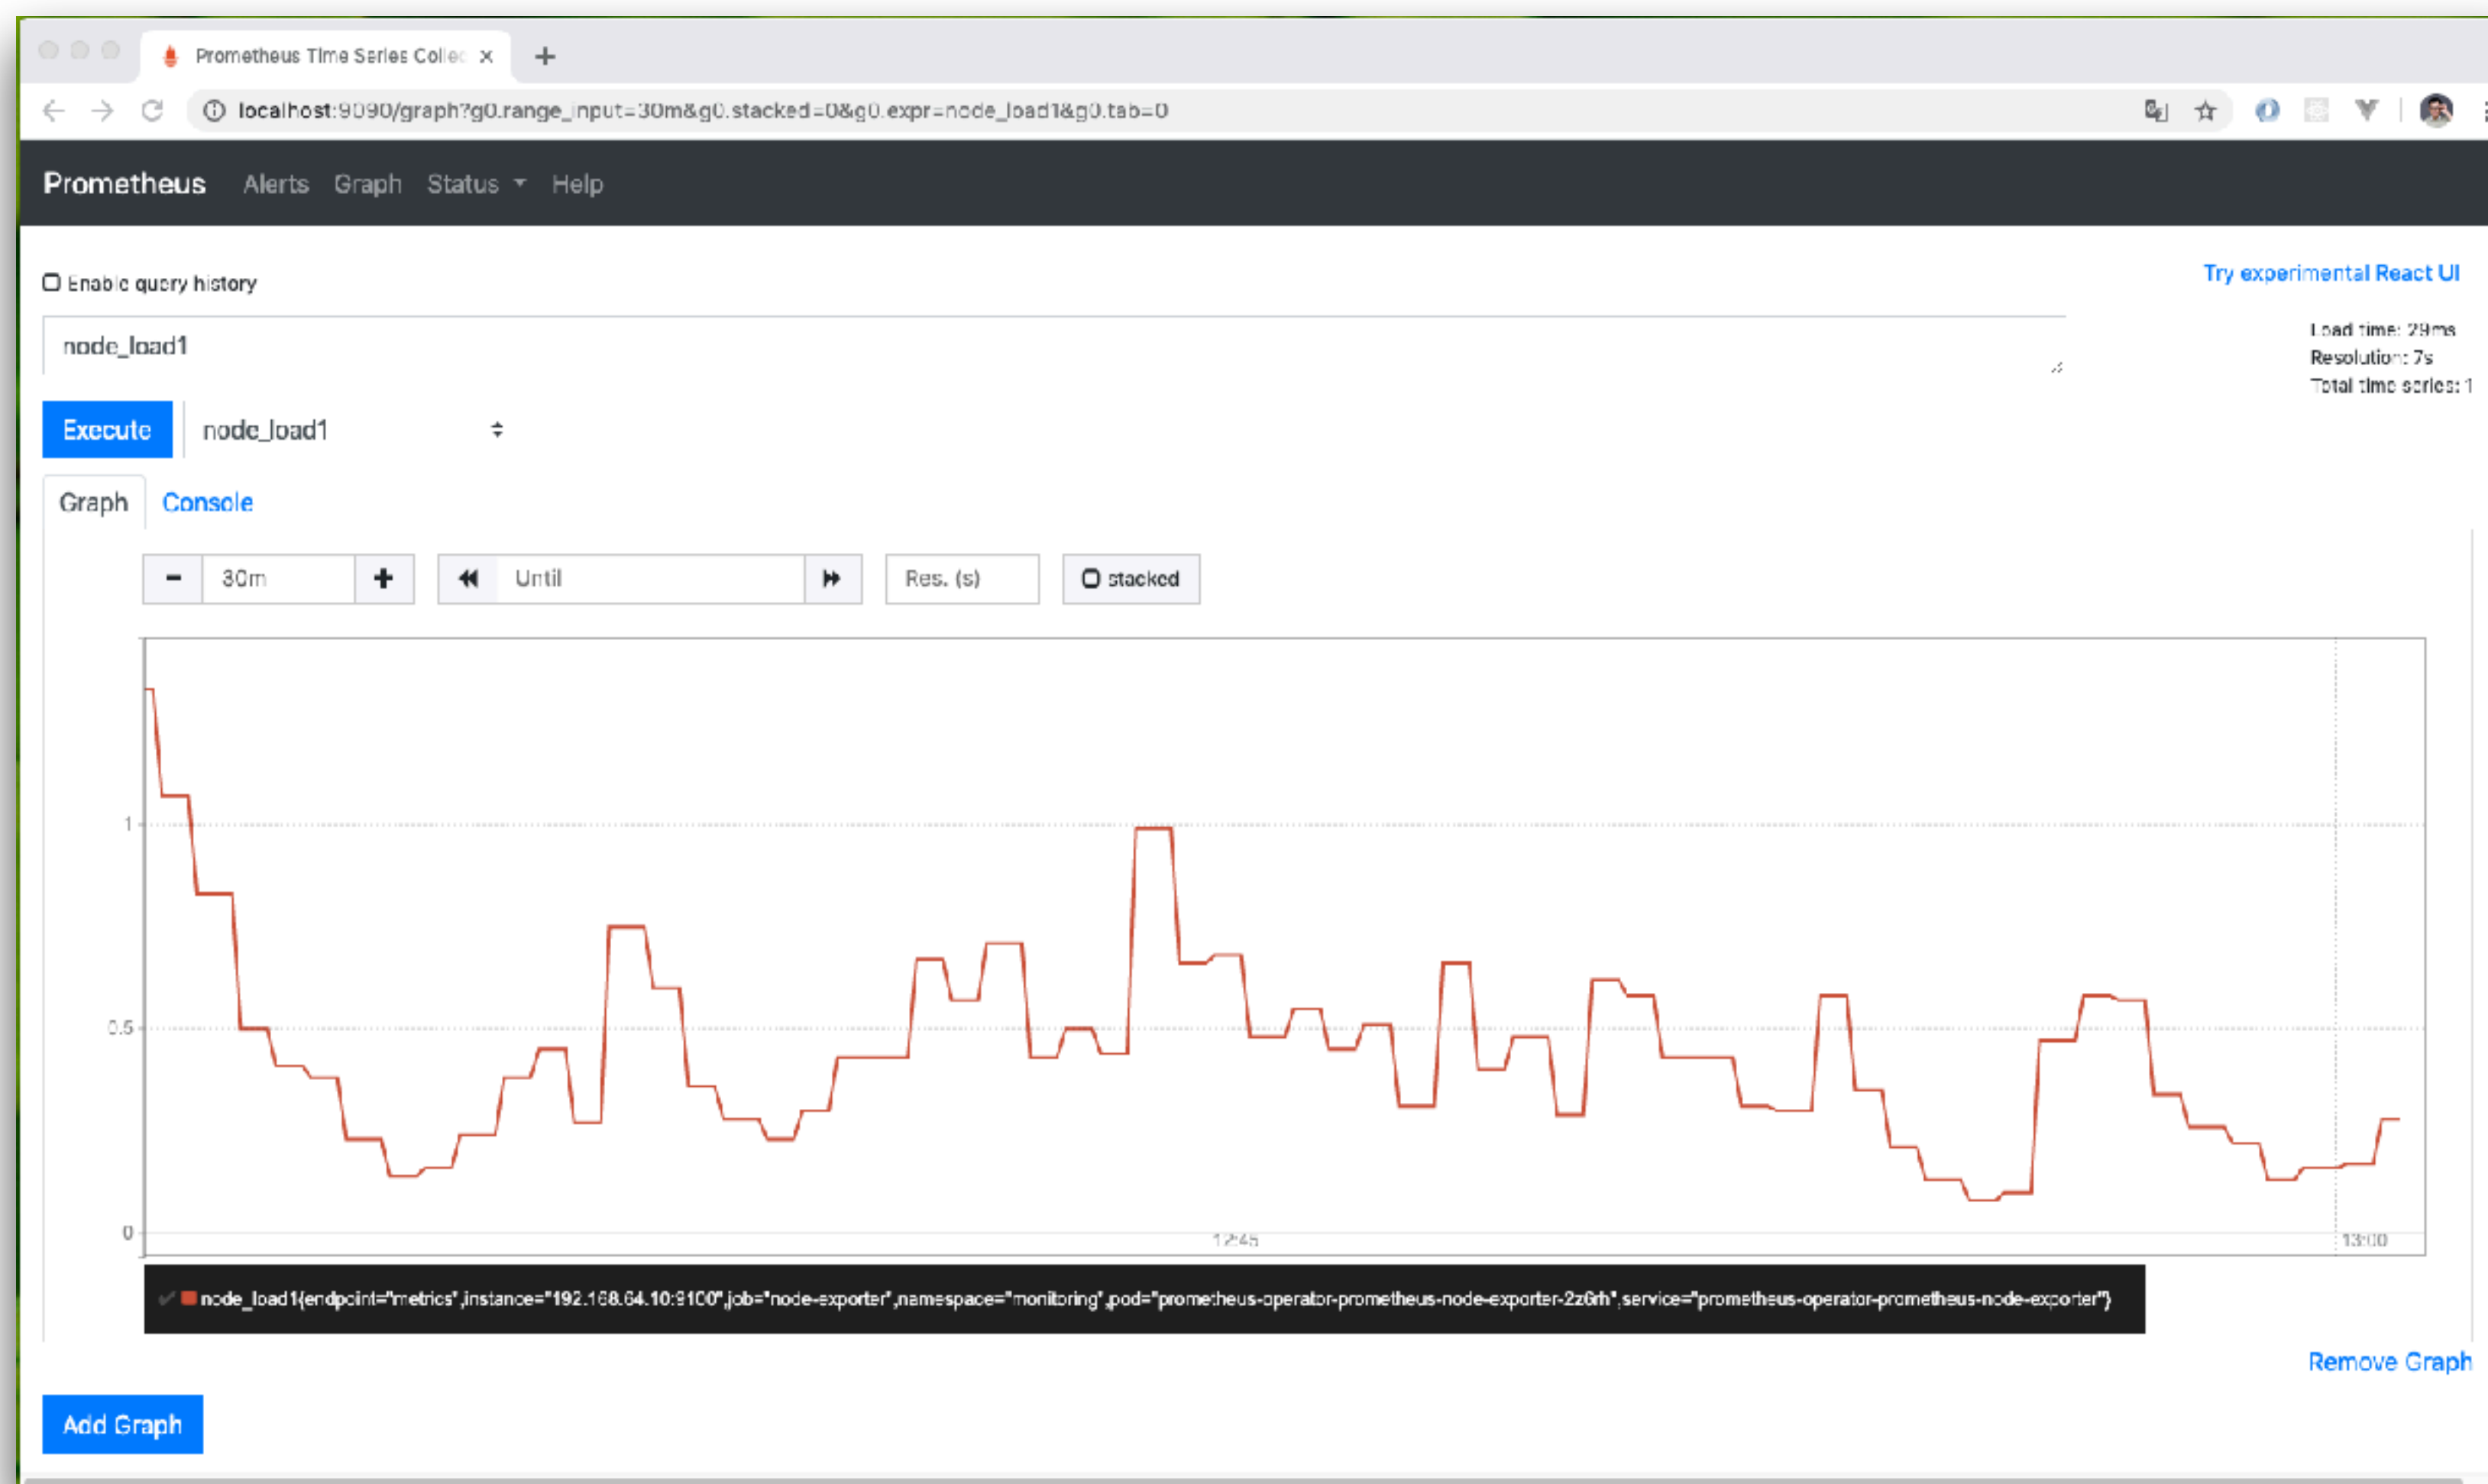 Prometheus Time Series Collec
localhost:9090/graph?g0.range_input=30m&g0.stacked=0&g0.expr=node_load1&g0.tab=0
Prometheus Alerts Graph Status Help
Enable query history
Try experimental React UI
node_load1
Load time: 29ms
Resolution: 7s
Total time series: 1
Execute node_load1
Graph Console
30m Until Res. (s) stacked
1
0.5
0
12:45 13:00
node_load1{endpoint="metrics",instance="192.168.64.10:9100",job="node-exporter",namespace="monitoring",pod="prometheus-operator-prometheus-node-exporter-2z6rh",service="prometheus-operator-prometheus-node-exporter"}
Remove Graph
Add Graph